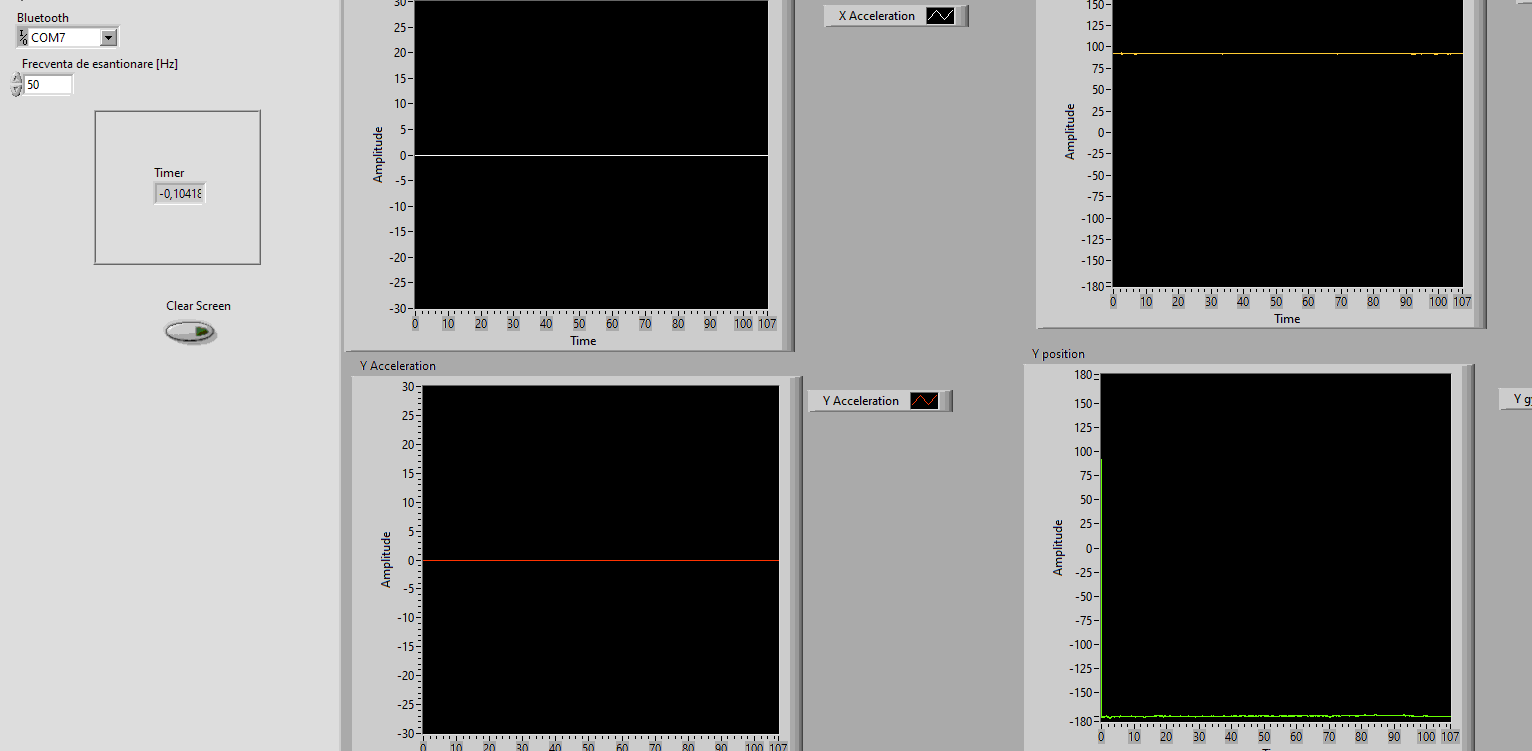 Bluetooth
COM7
Frecventa de esantionare [Hz]
50
Timer
-0,10418
Clear Screen
30
25
20
15
10
5
0
-5
-10
-15
-20
-25
-30
Amplitude
0 10 20 30 40 50 60 70 80 90 100 107
Time
X Acceleration
150
125
100
75
50
25
0
-25
-50
-75
-100
-125
-150
-180
Amplitude
0 10 20 30 40 50 60 70 80 90 100 107
Time
Y Acceleration
30
25
20
15
10
5
0
-5
-10
-15
-20
-25
-30
Amplitude
0 10 20 30 40 50 60 70 80 90 100 107
Y Acceleration
Y position
180
150
125
100
75
50
25
0
-25
-50
-75
-100
-125
-150
-180
Amplitude
0 10 20 30 40 50 60 70 80 90 100 107
Y g